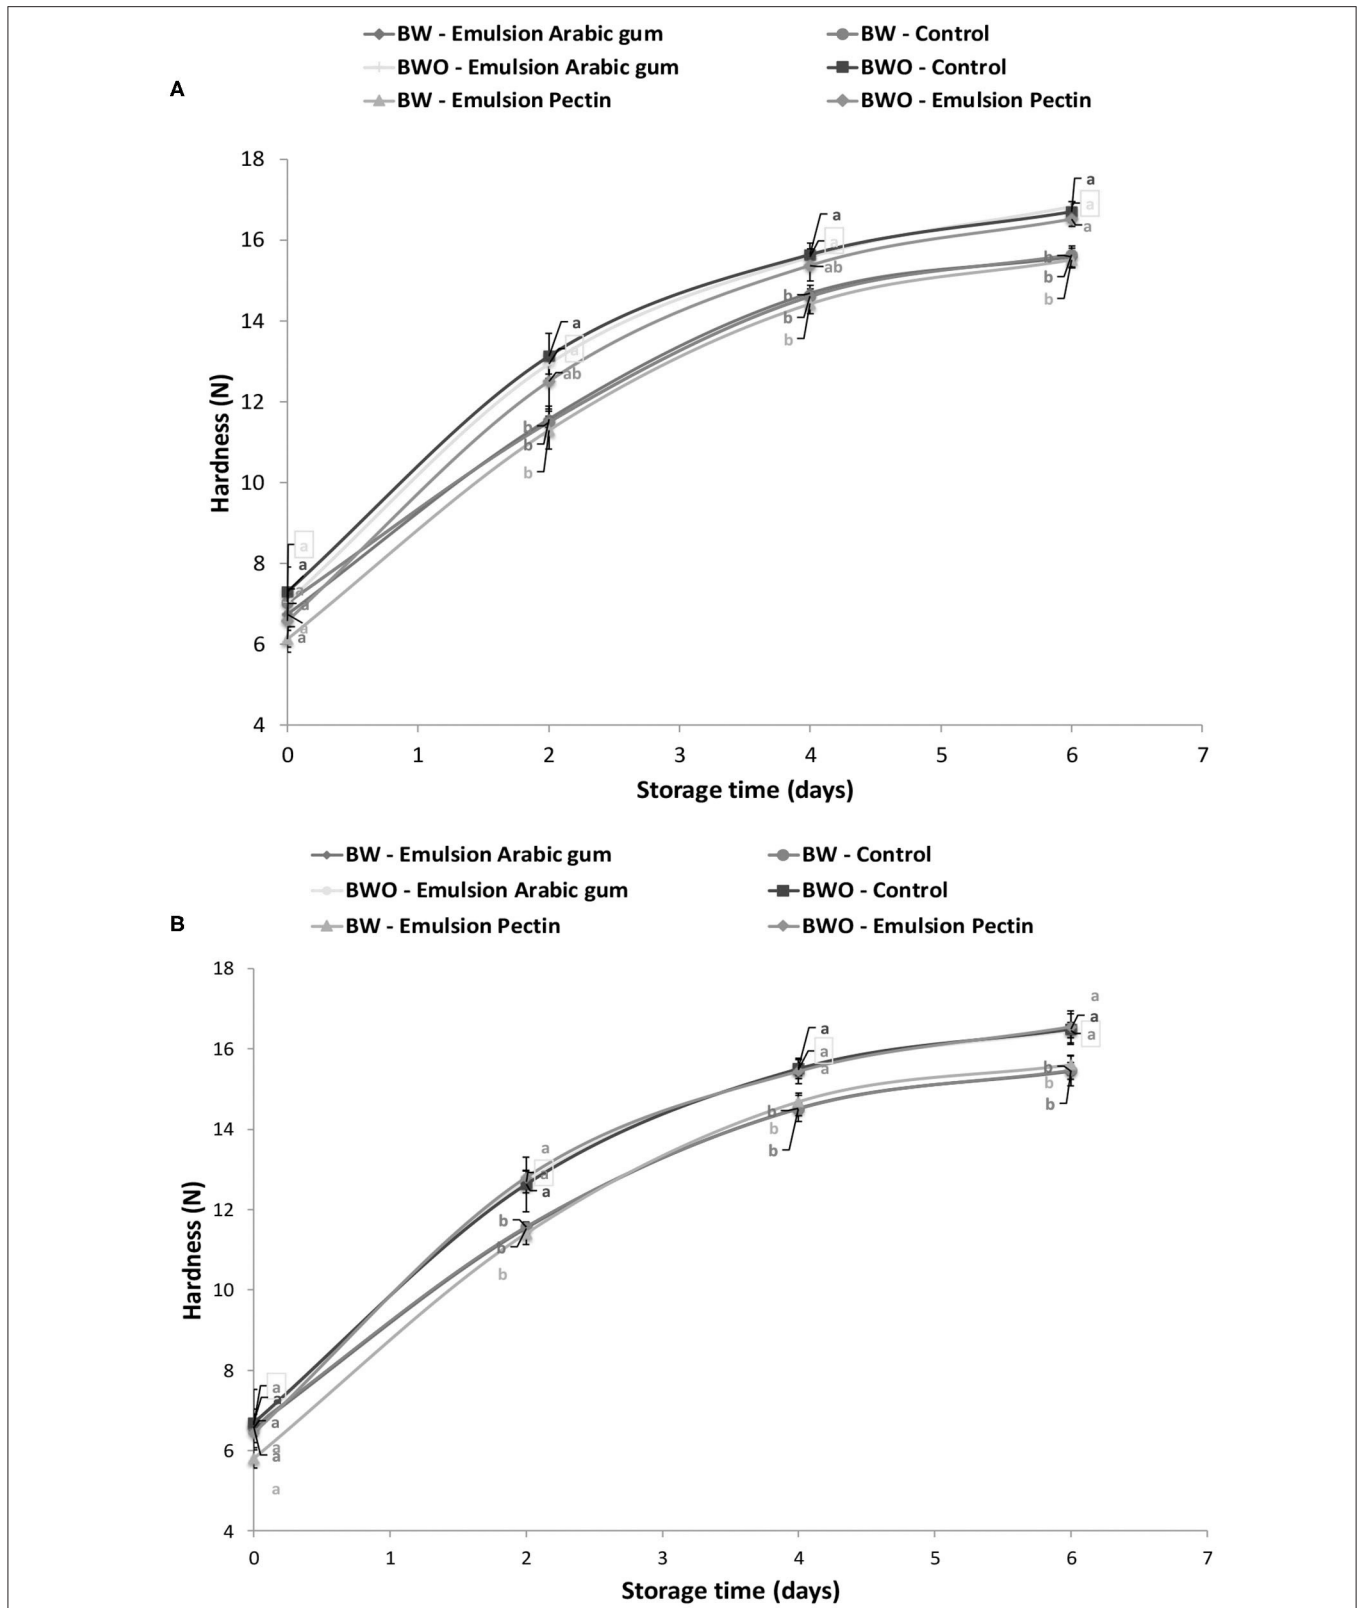 BW - Emulsion Arabic gum BW - Control
BWO - Emulsion Arabic gum BWO - Control
A
BW - Emulsion Pectin BWO - Emulsion Pectin
18
a
a
a
a
16
a
ab
b
b
b
b
b
b
14
a
a
ab
12
b
b
b
Hardness (N)
10
8
a
a
a
a
a
a
6
4
0 1 2 3 4 5 6 7
Storage time (days)
BW - Emulsion Arabic gum BW - Control
BWO - Emulsion Arabic gum BWO - Control
B
BW - Emulsion Pectin BWO - Emulsion Pectin
18
a
a
a
a
16
a
a
b
b
b
b
b
b
14
a
a
a
12
b
b
b
Hardness (N)
10
8
a
a
a
6
a
a
a
4
0 1 2 3 4 5 6 7
Storage time (days)